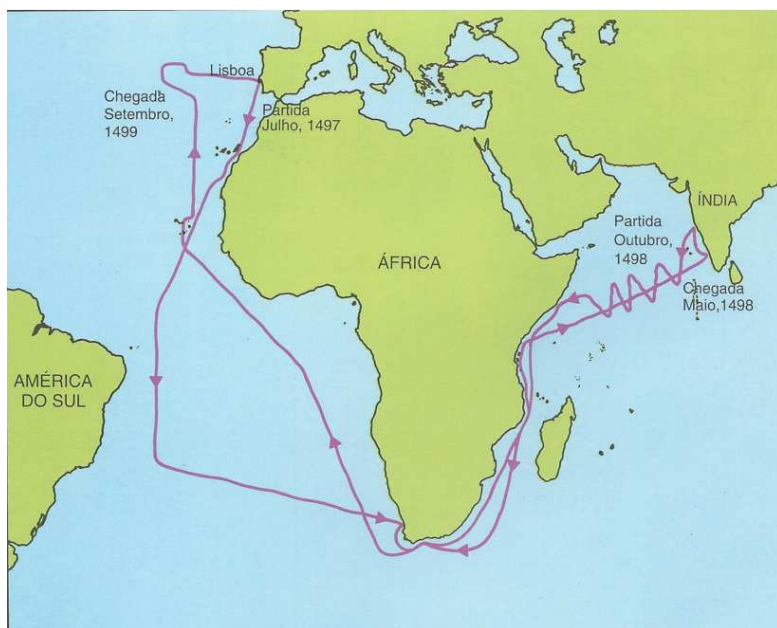 Lisboa
Chegada
Setembro,
1499
Partida
Julho, 1497
ÍNDIA
Partida
Outubro,
1498
ÁFRICA
Chegada
Maio,1498
AMÉRICA
DO SUL